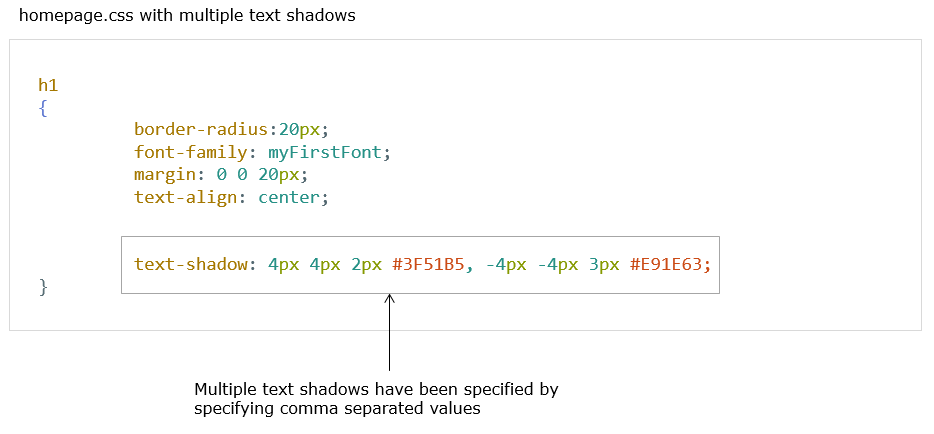 homepage.css with multiple text shadows
h1
{
border-radius:20px;
font-family: myFirstFont;
margin: 0 0 20px;
text-align: center;
text-shadow: 4px 4px 2px #3F51B5, -4px -4px 3px #E91E63;
}
Multiple text shadows have been specified by
specifying comma separated values